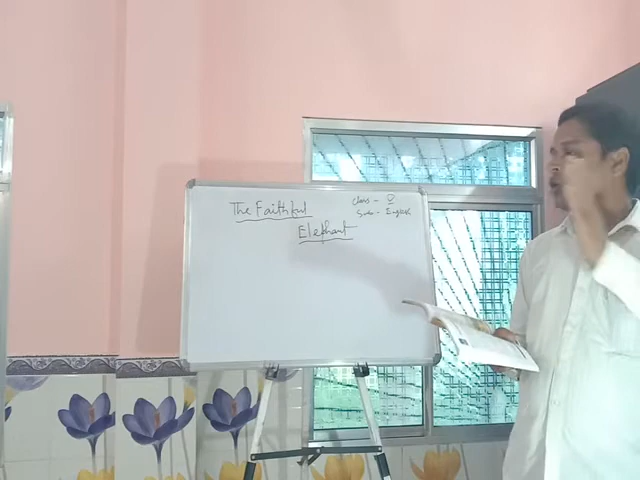 The Faithful
Elephant
Class -
Sub - English